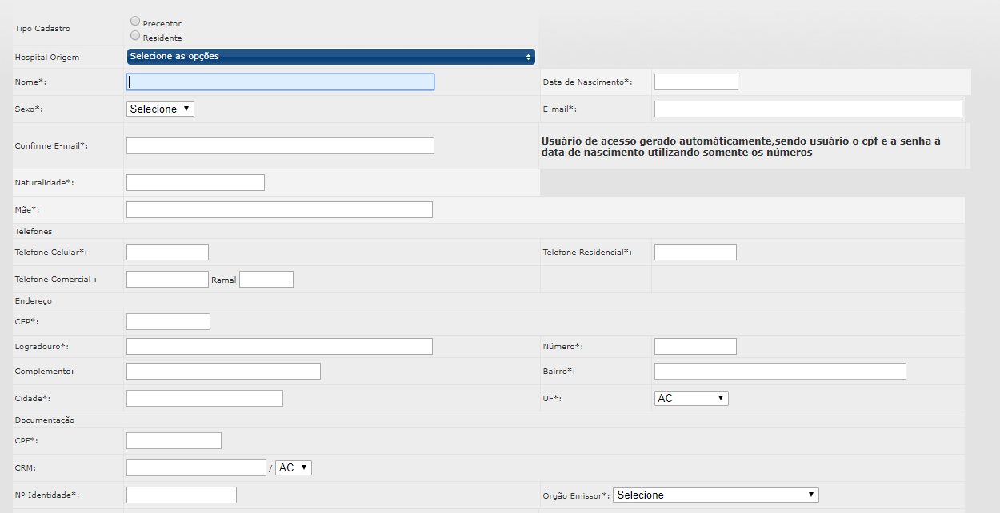 Tipo Cadastro
Preceptor
Residente
Hospital Origem
Selecione as opções
Nome*:
Data de Nascimento*:
Sexo*:
Selecione
E-mail*:
Confirme E-mail*:
Usuário de acesso gerado automáticamente,sendo usuário o cpf e a senha à
data de nascimento utilizando somente os números
Naturalidade*:
Mãe*:
Telefones
Telefone Celular*:
Telefone Residencial*:
Telefone Comercial :
Ramal
Endereço
CEP*:
Logradouro*:
Número*:
Complemento:
Bairro*:
Cidade*:
UF*:
AC
Documentação
CPF*:
CRM:
/ AC
Nº Identidade*:
Órgão Emissor*:
Selecione